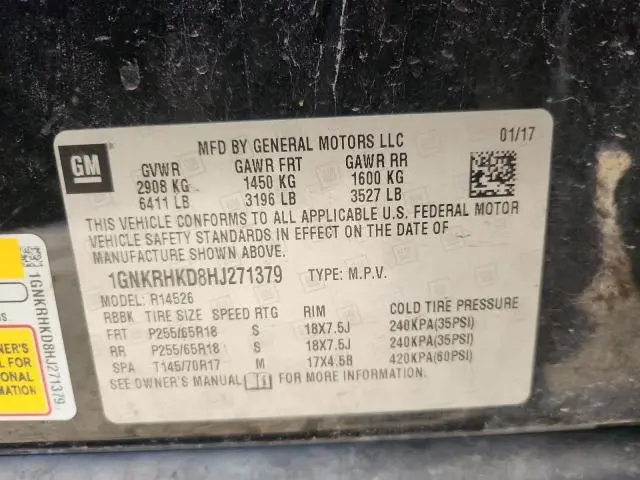 GM
MFD BY GENERAL MOTORS LLC 01/17
GVWR GAWR FRT GAWR RR
2908 KG 1450 KG 1600 KG
6411 LB 3196 LB 3527 LB
THIS VEHICLE CONFORMS TO ALL APPLICABLE U.S. FEDERAL MOTOR
VEHICLE SAFETY STANDARDS IN EFFECT ON THE DATE OF
MANUFACTURE SHOWN ABOVE.
1GNKRHKD8HJ271379 TYPE: M.P.V.
MODEL: R14526
RBBK TIRE SIZE SPEED RTG RIM COLD TIRE PRESSURE
FRT P255/65R18 S 18X7.5J 240KPA(35PSI)
RR P255/65R18 S 18X7.5J 240KPA(35PSI)
SPA T145/70R17 M 17X4.5B 420KPA(60PSI)
SEE OWNER'S MANUAL FOR MORE INFORMATION.
1GNKRHKD8HJ271379
NER'S
L FOR
ONAL
ATION